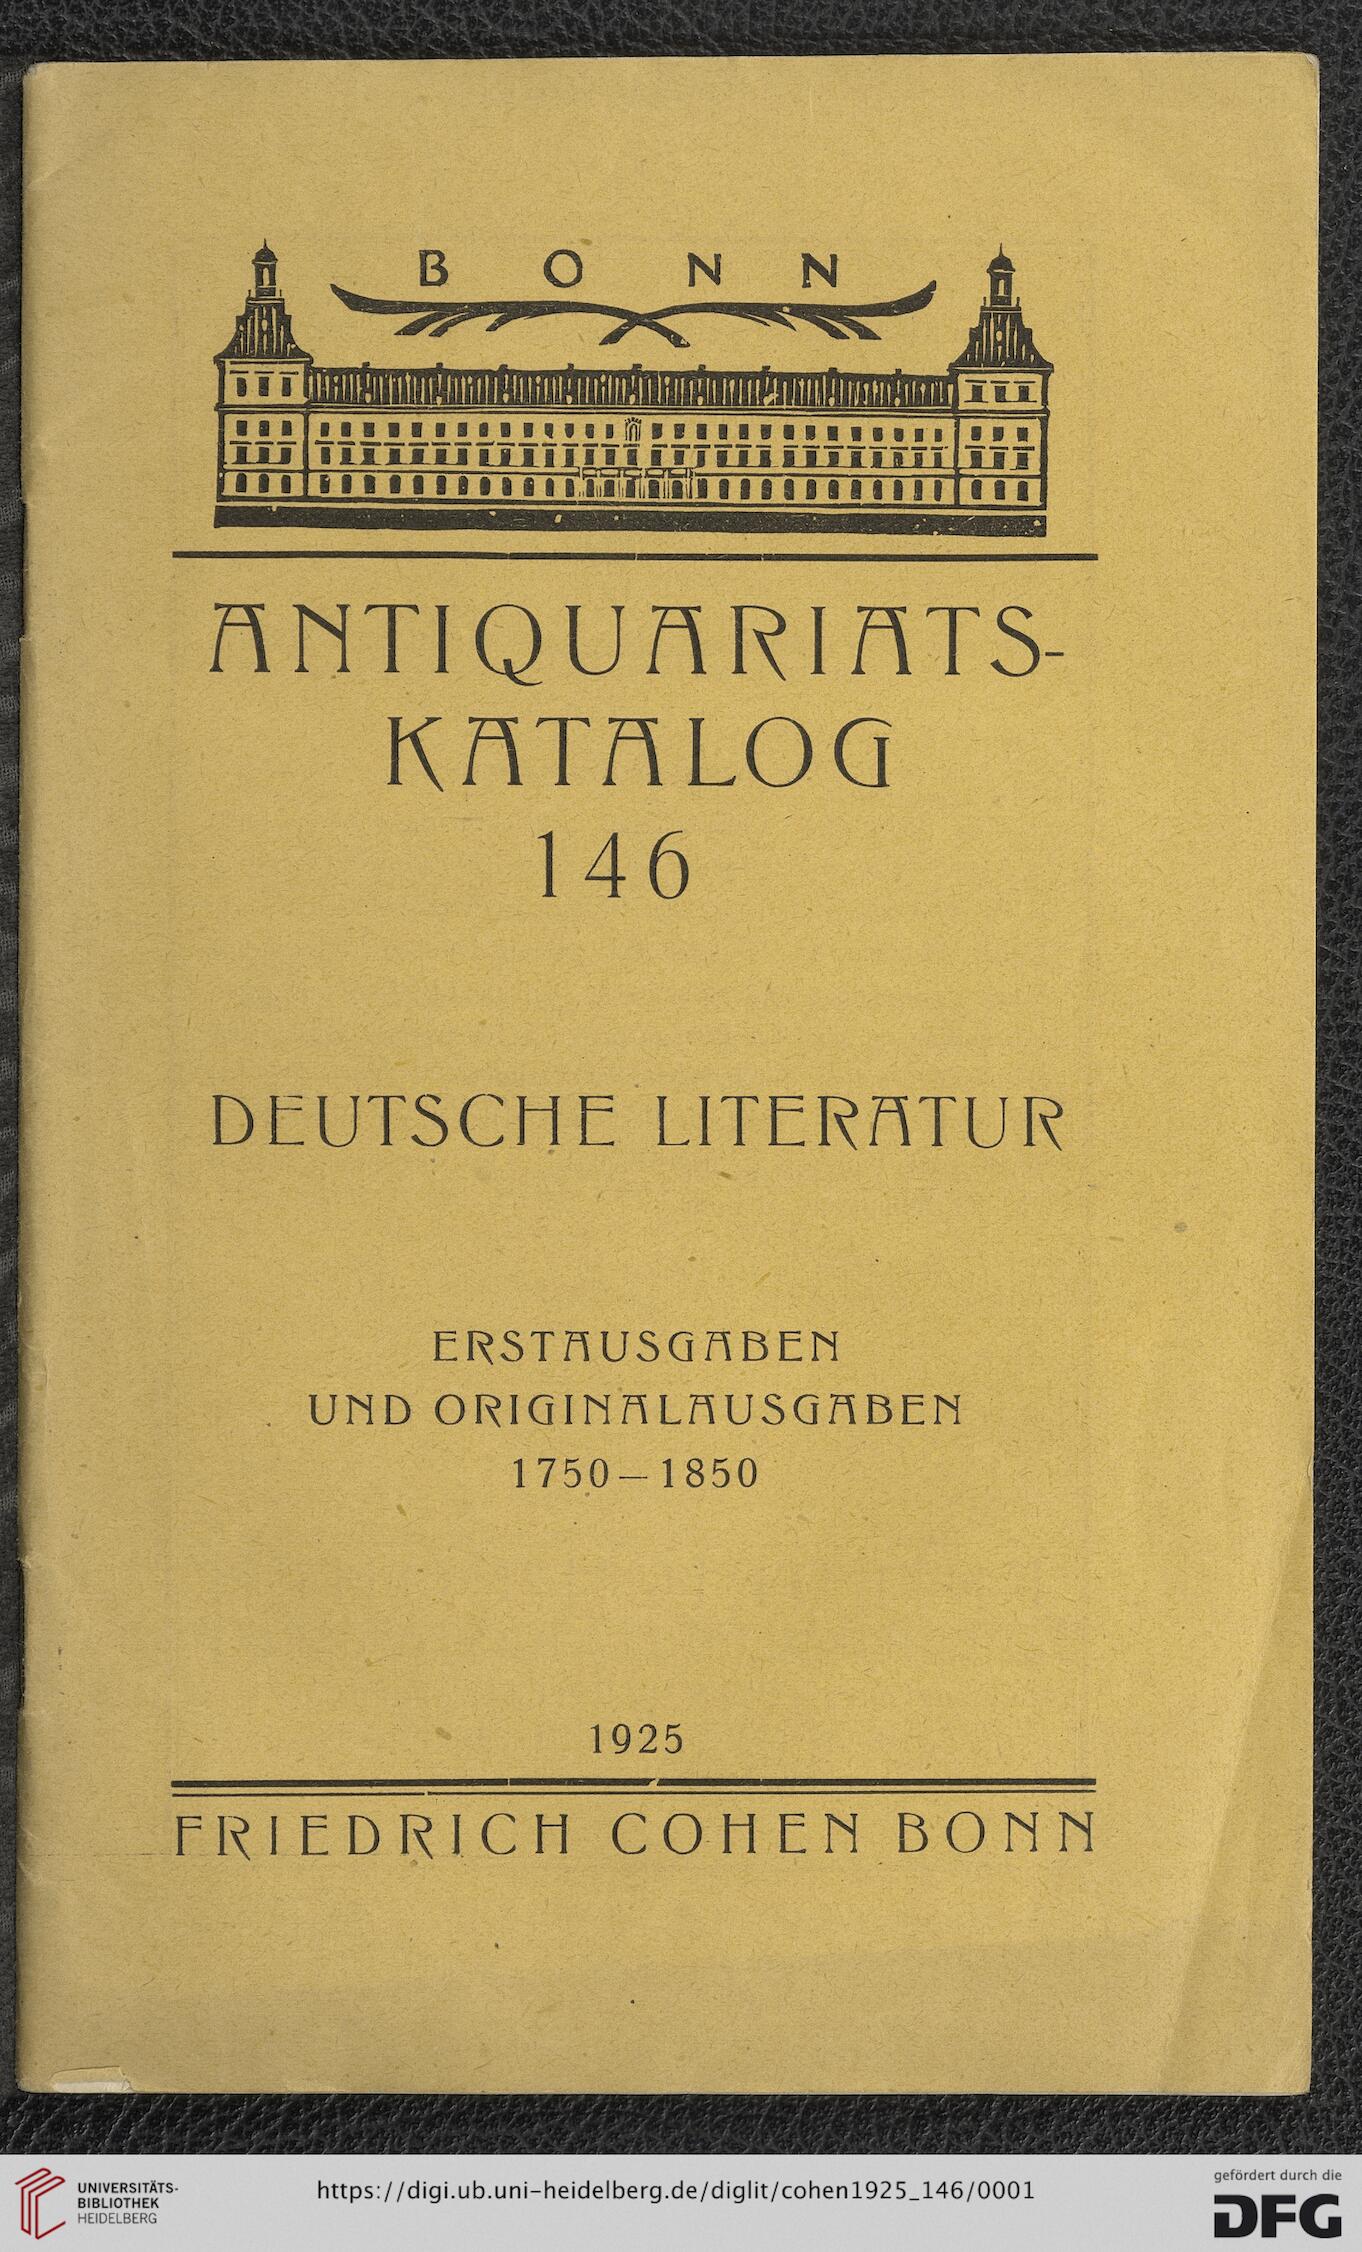 BONN
ANTIQUARIATS-
KATALOG
146
DEUTSCHE LITERATUR
ERSTAUSGABEN
UND ORIGINALAUSGABEN
1750–1850
1925
FRIEDRICH COHEN BONN
UNIVERSITÄTS-
BIBLIOTHEK
HEIDELBERG
https://digi.ub.uni-heidelberg.de/diglit/cohen1925_146/0001
gefördert durch die
DFG